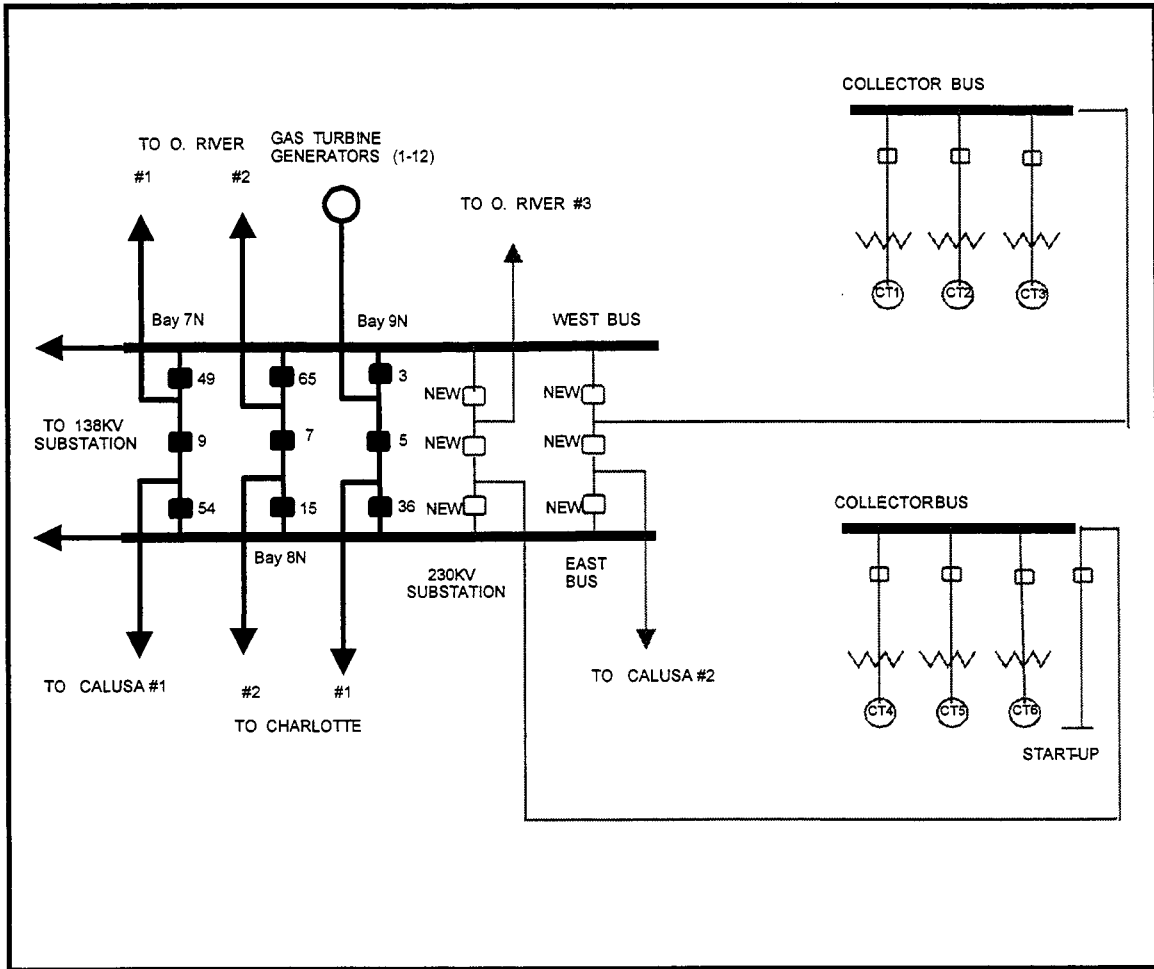 COLLECTOR BUS
CT1 CT2 CT3
TO O. RIVER
#1 #2
GAS TURBINE
GENERATORS (1-12)
TO O. RIVER #3
Bay 7N
Bay 9N
WEST BUS
49 65 3
NEW NEW
TO 138KV
SUBSTATION
9 7 5
NEW NEW
54 15 36
NEW NEW
Bay 8N
230KV
SUBSTATION
EAST
BUS
TO CALUSA #1
#2 #1
TO CHARLOTTE
TO CALUSA #2
COLLECTOR BUS
CT4 CT5 CT6
START-UP